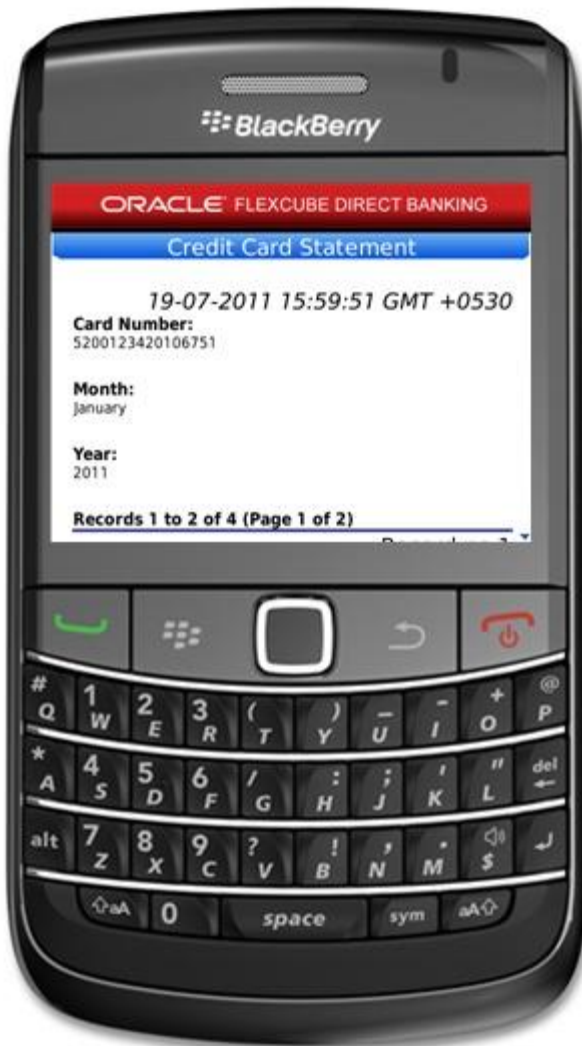 BlackBerry
ORACLE FLEXCUBE DIRECT BANKING
Credit Card Statement
19-07-2011 15:59:51 GMT +0530
Card Number:
5200123420106751
Month:
January
Year:
2011
Records 1 to 2 of 4 (Page 1 of 2)
# 1 2 3 ( ) _ - + @
Q W E R T Y U I O P
* 4 5 6 / : ; ' " del
A S D F G H J K L
alt 7 8 9 ? ! , .
Z X C V B N M $
aA 0 space sym aA